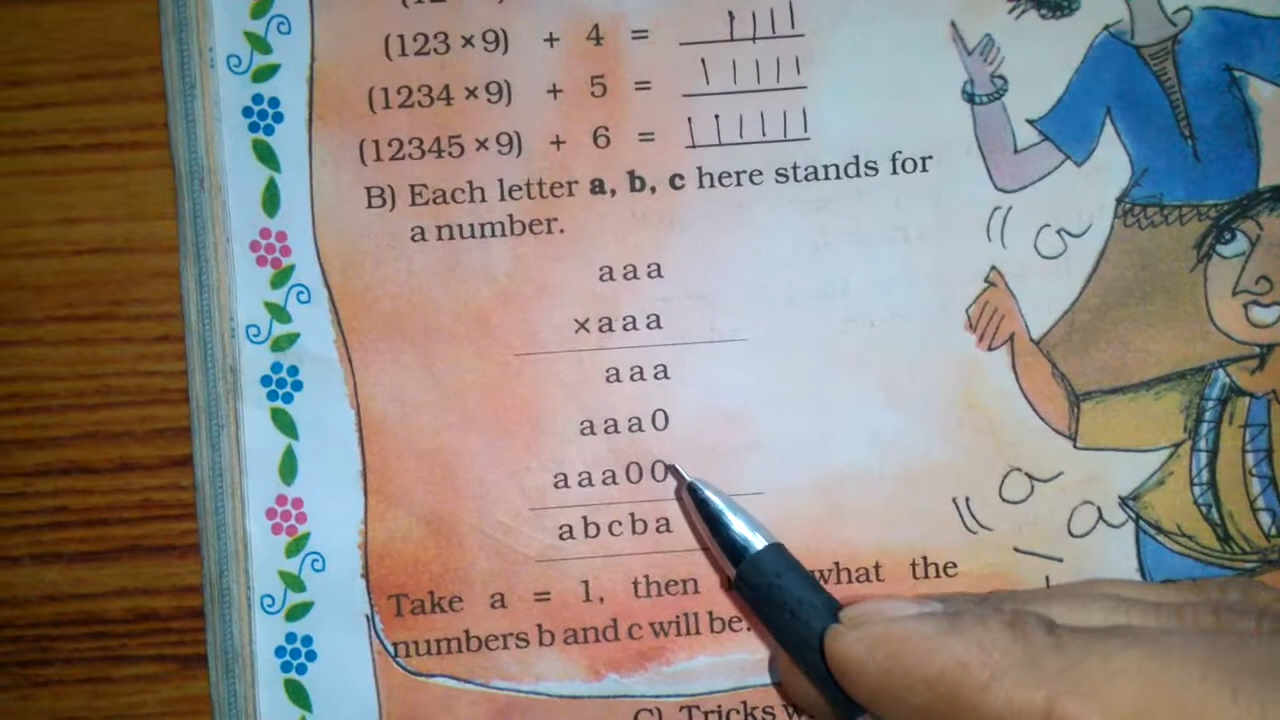 (123 × 9) + 4 = 1111
(1234 × 9) + 5 = 11111
(12345 × 9) + 6 = 111111
B) Each letter a, b, c here stands for
a number.
aaa
×aaa
aaa
aaa0
aaa00
abcba
Take a = 1, then what the
numbers b and c will be.
C) Tricks